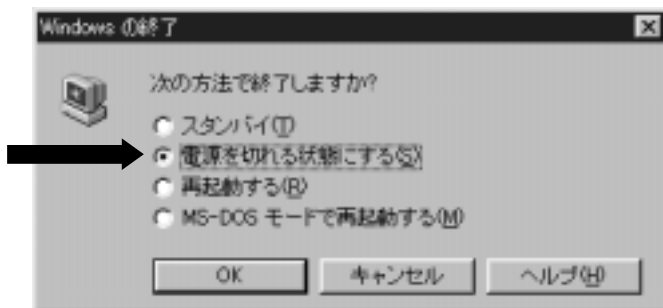 Windows の終了
次の方法で終了しますか?
スタンバイ(T)
電源を切れる状態にする(S)
再起動する(R)
MS-DOS モードで再起動する(M)
OK キャンセル ヘルプ(H)